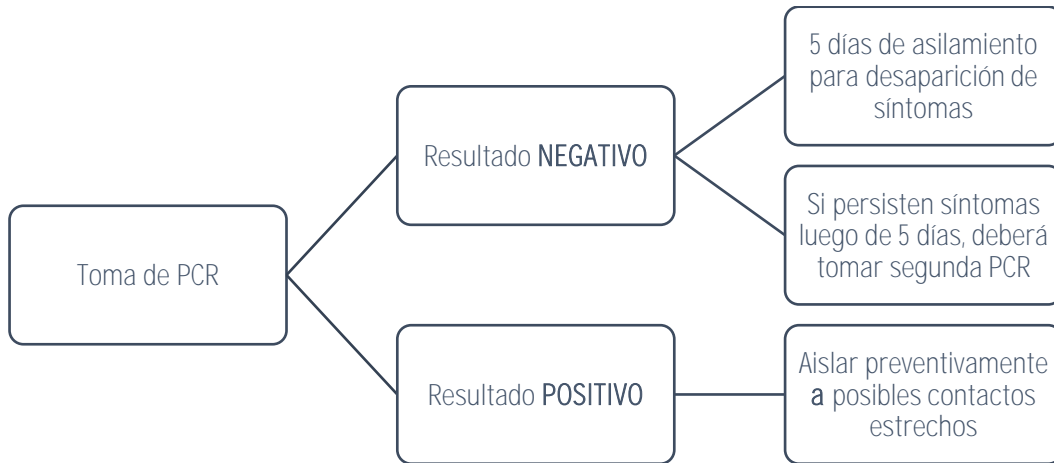 Toma de PCR
Resultado NEGATIVO
5 días de asilamiento
para desaparición de
síntomas
Si persisten síntomas
luego de 5 días, deberá
tomar segunda PCR
Resultado POSITIVO
Aislar preventivamente
a posibles contactos
estrechos